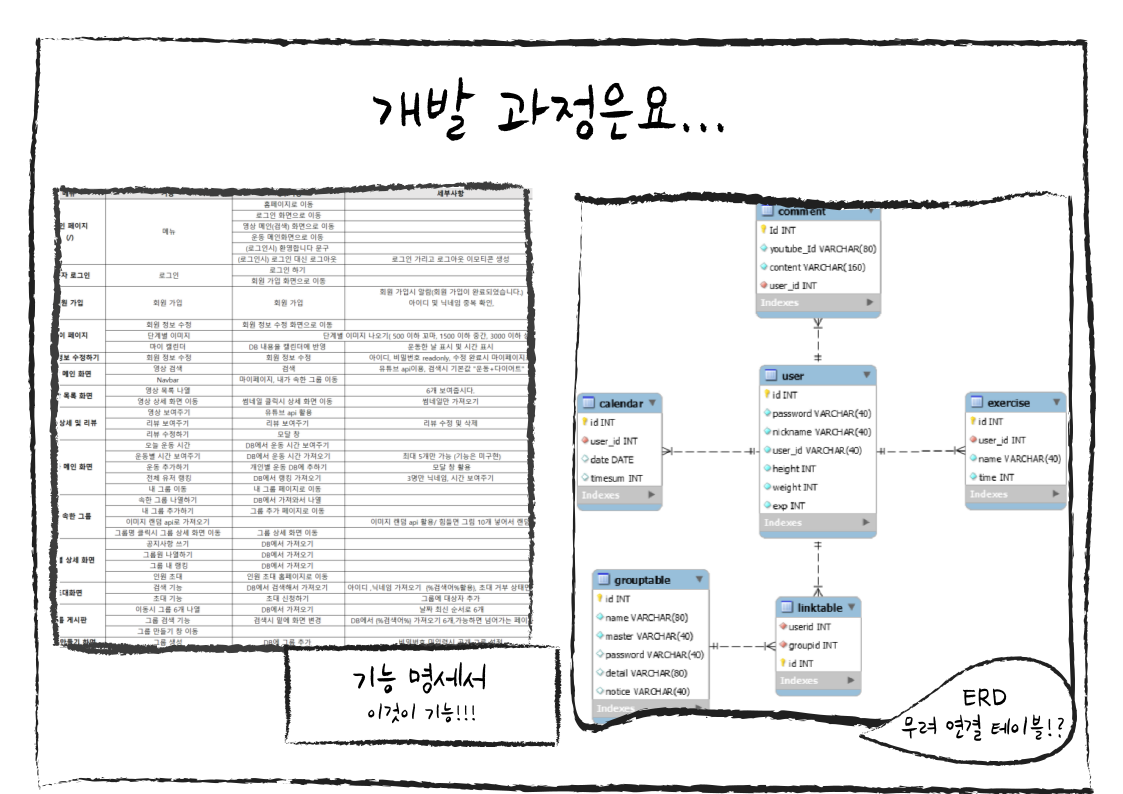 개발 과정은요...
세부사항
홈페이지로 이동
로그인 화면으로 이동
인 페이지
(/)
메뉴
영상 메인(검색) 화면으로 이동
운동 메인화면으로 이동
(로그인시) 환영합니다 문구
(로그인시) 로그인 대신 로그아웃 로그인 가리고 로그아웃 이모티콘 생성
자 로그인 로그인 로그인 하기
회원 가입 화면으로 이동
원 가입 회원 가입 회원 가입
회원 가입시 알람(회원 가입이 완료되었습니다.)
아이디 및 닉네임 중복 확인,
이 페이지
회원 정보 수정 회원 정보 수정 화면으로 이동
단계별 이미지 단계별 이미지 나오기( 500 이하 꼬마, 1500 이하 중간, 3000 이하
마이 캘린더 DB 내용을 캘린더에 반영 운동한 날 표시 및 시간 표시
정보 수정하기 회원 정보 수정 회원 정보 수정 아이디, 비밀번호 readonly, 수정 완료시 마이페이지
메인 화면
영상 검색 검색 유튜브 api이용, 검색시 기본값 "운동+다이어트"
Navbar 마이페이지, 내가 속한 그룹 이동
목록 화면
영상 목록 나열 6개 보여줍시다.
영상 상세 화면 이동 썸네일 클릭시 상세 화면 이동 썸네일만 가져오기
상세 및 리뷰
영상 보여주기 유튜브 api 활용
리뷰 보여주기 리뷰 보여주기 리뷰 수정 및 삭제
리뷰 수정하기 모달 창
메인 화면
오늘 운동 시간 DB에서 운동 시간 보여주기
운동별 시간 보여주기 DB에서 운동 시간 가져오기 최대 5개만 가능 (기능은 미구현)
운동 추가하기 개인별 운동 DB에 추하기 모달 창 활용
전체 유저 랭킹 DB에서 랭킹 가져오기 3명만 닉네임, 시간 보여주기
내 그룹 이동 내 그룹 페이지로 이동
속한 그룹
속한 그룹 나열하기 DB에서 가져와서 나열
내 그룹 추가하기 그룹 추가 페이지로 이동
이미지 랜덤 api로 가져오기 이미지 랜덤 api 활용/ 힘들면 그림 10개 넣어서 랜덤
그룹명 클릭시 그룹 상세 화면 이동 그룹 상세 화면 이동
상세 화면
공지사항 쓰기 DB에서 가져오기
그룹원 나열하기 DB에서 가져오기
그룹 내 랭킹 DB에서 가져오기
인원 초대 인원 초대 홈페이지로 이동
초대화면
검색 기능 DB에서 검색해서 가져오기 아이디 ,닉네임 가져오기 (%검색어%활용), 초대 거부 상태면
초대 기능 초대 신청하기 그룹에 대상자 추가
게시판
이동시 그룹 6개 나열 DB에서 가져오기 날짜 최신 순서로 6개
그룹 검색 기능 검색시 밑에 화면 변경 DB에서 (%검색어%) 가져오기 6개,가능하면 넘어가는 페이
그룹 만들기 창 이동
만들기 화면 그룹 생성 DB에 그룹 추가
기능 명세서
이것이 기능!!!
comment
Id INT
youtube_Id VARCHAR(80)
content VARCHAR(160)
user_id INT
Indexes
user
id INT
password VARCHAR(40)
nickname VARCHAR(40)
user_id VARCHAR(40)
height INT
weight INT
exp INT
Indexes
calendar
id INT
user_id INT
date DATE
timesum INT
Indexes
exercise
id INT
user_id INT
name VARCHAR(40)
time INT
Indexes
grouptable
id INT
name VARCHAR(80)
master VARCHAR(40)
password VARCHAR(40)
detail VARCHAR(80)
notice VARCHAR(40)
Indexes
linktable
userid INT
groupid INT
id INT
Indexes
ERD
무려 연결 테이블!?